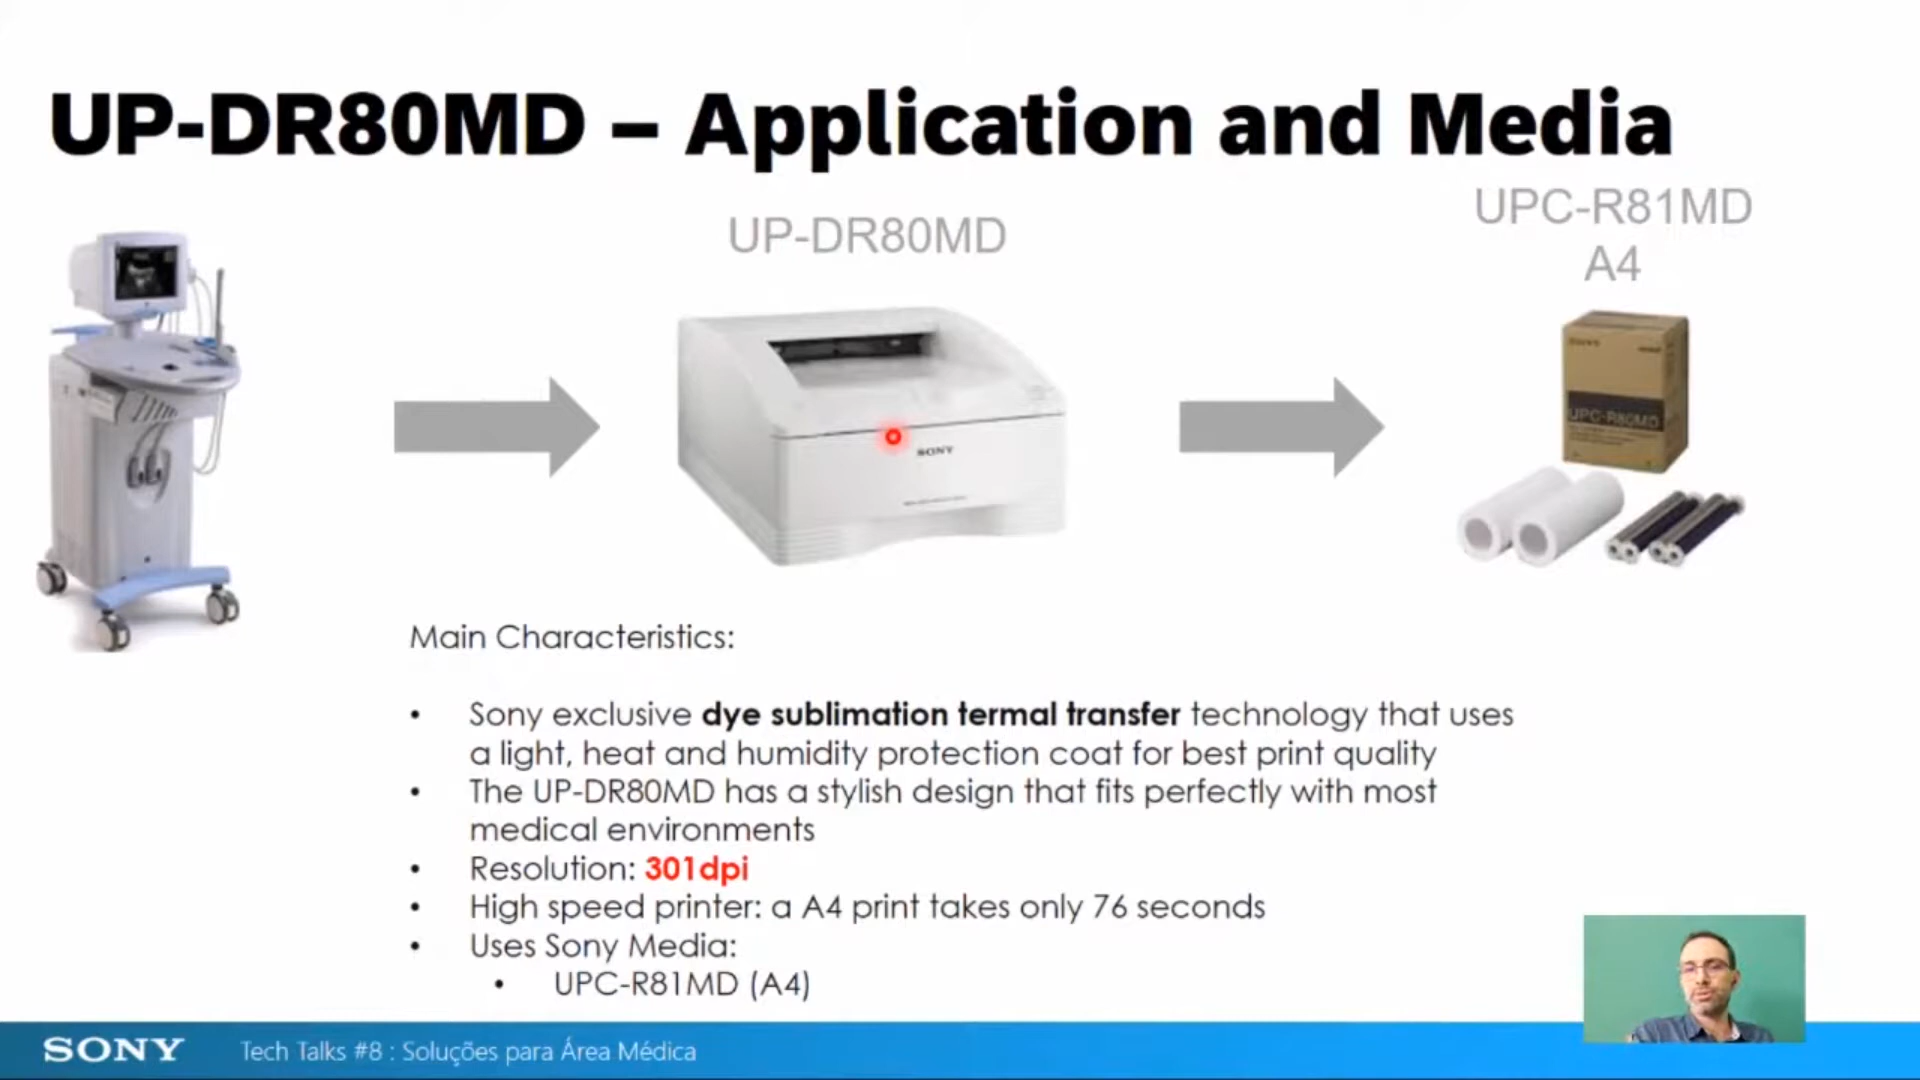 UP-DR80MD – Application and Media
UP-DR80MD
UPC-R81MD
A4
SONY
UPC-R80MD
Main Characteristics:
• Sony exclusive dye sublimation termal transfer technology that uses
a light, heat and humidity protection coat for best print quality
• The UP-DR80MD has a stylish design that fits perfectly with most
medical environments
• Resolution: 301dpi
• High speed printer: a A4 print takes only 76 seconds
• Uses Sony Media:
• UPC-R81MD (A4)
SONY
Tech Talks #8 : Soluções para Área Médica